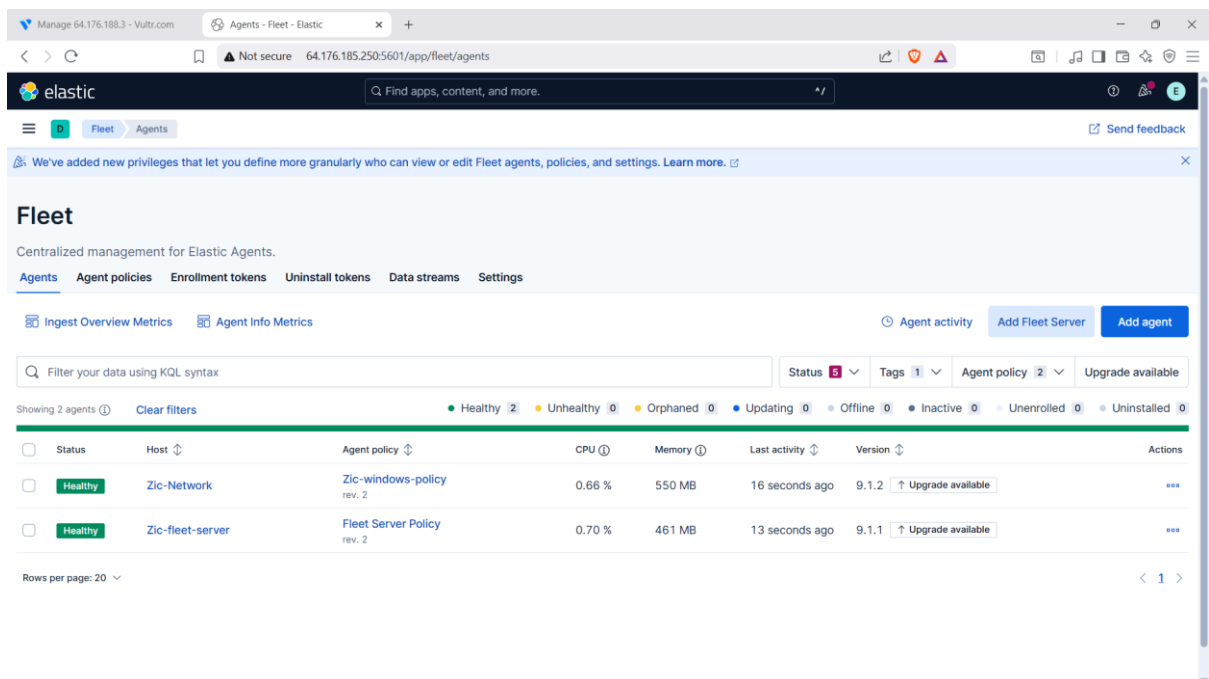 Manage 64.176.188.3 - Vultr.com Agents - Fleet - Elastic
Not secure 64.176.185.250:5601/app/fleet/agents
elastic Find apps, content, and more. ^/ E
D Fleet Agents Send feedback
We've added new privileges that let you define more granularly who can view or edit Fleet agents, policies, and settings. Learn more.
Fleet
Centralized management for Elastic Agents.
Agents Agent policies Enrollment tokens Uninstall tokens Data streams Settings
Ingest Overview Metrics Agent Info Metrics Agent activity Add Fleet Server Add agent
Filter your data using KQL syntax Status 5 Tags 1 Agent policy 2 Upgrade available
Showing 2 agents Clear filters Healthy 2 Unhealthy 0 Orphaned 0 Updating 0 Offline 0 Inactive 0 Unenrolled 0 Uninstalled 0
Status Host Agent policy CPU Memory Last activity Version Actions
Healthy Zic-Network Zic-windows-policy 0.66 % 550 MB 16 seconds ago 9.1.2 Upgrade available
rev. 2
Healthy Zic-fleet-server Fleet Server Policy 0.70 % 461 MB 13 seconds ago 9.1.1 Upgrade available
rev. 2
Rows per page: 20 1